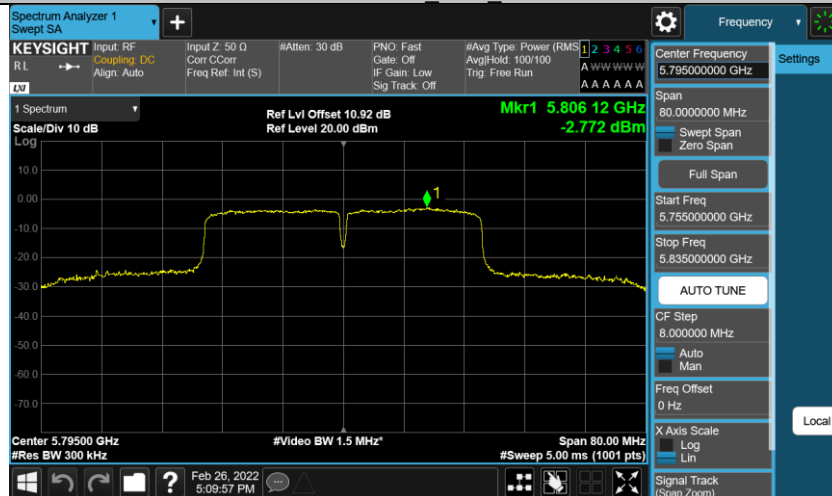 Spectrum Analyzer 1
Swept SA
+
Frequency
KEYSIGHT
RL
LXI
Input: RF
Coupling: DC
Align: Auto
Input Z: 50 Ω
Corr CCorr
Freq Ref: Int (S)
#Atten: 30 dB
PNO: Fast
Gate: Off
IF Gain: Low
Sig Track: Off
#Avg Type: Power (RMS
Avg|Hold: 100/100
Trig: Free Run
1 2 3 4 5 6
A W W W W W
A A A A A A
1 Spectrum
Scale/Div 10 dB
Log
Ref Lvl Offset 10.92 dB
Ref Level 20.00 dBm
Mkr1 5.806 12 GHz
-2.772 dBm
10.0
0.00
-10.0
-20.0
-30.0
-40.0
-50.0
-60.0
-70.0
1
Center 5.79500 GHz
#Res BW 300 kHz
#Video BW 1.5 MHz*
Span 80.00 MHz
#Sweep 5.00 ms (1001 pts)
Feb 26, 2022
5:09:57 PM
?
Center Frequency
5.795000000 GHz
Span
80.0000000 MHz
Swept Span
Zero Span
Full Span
Start Freq
5.755000000 GHz
Stop Freq
5.835000000 GHz
AUTO TUNE
CF Step
8.000000 MHz
Auto
Man
Freq Offset
0 Hz
X Axis Scale
Log
Lin
Signal Track
(Span Zoom)
Settings
Local